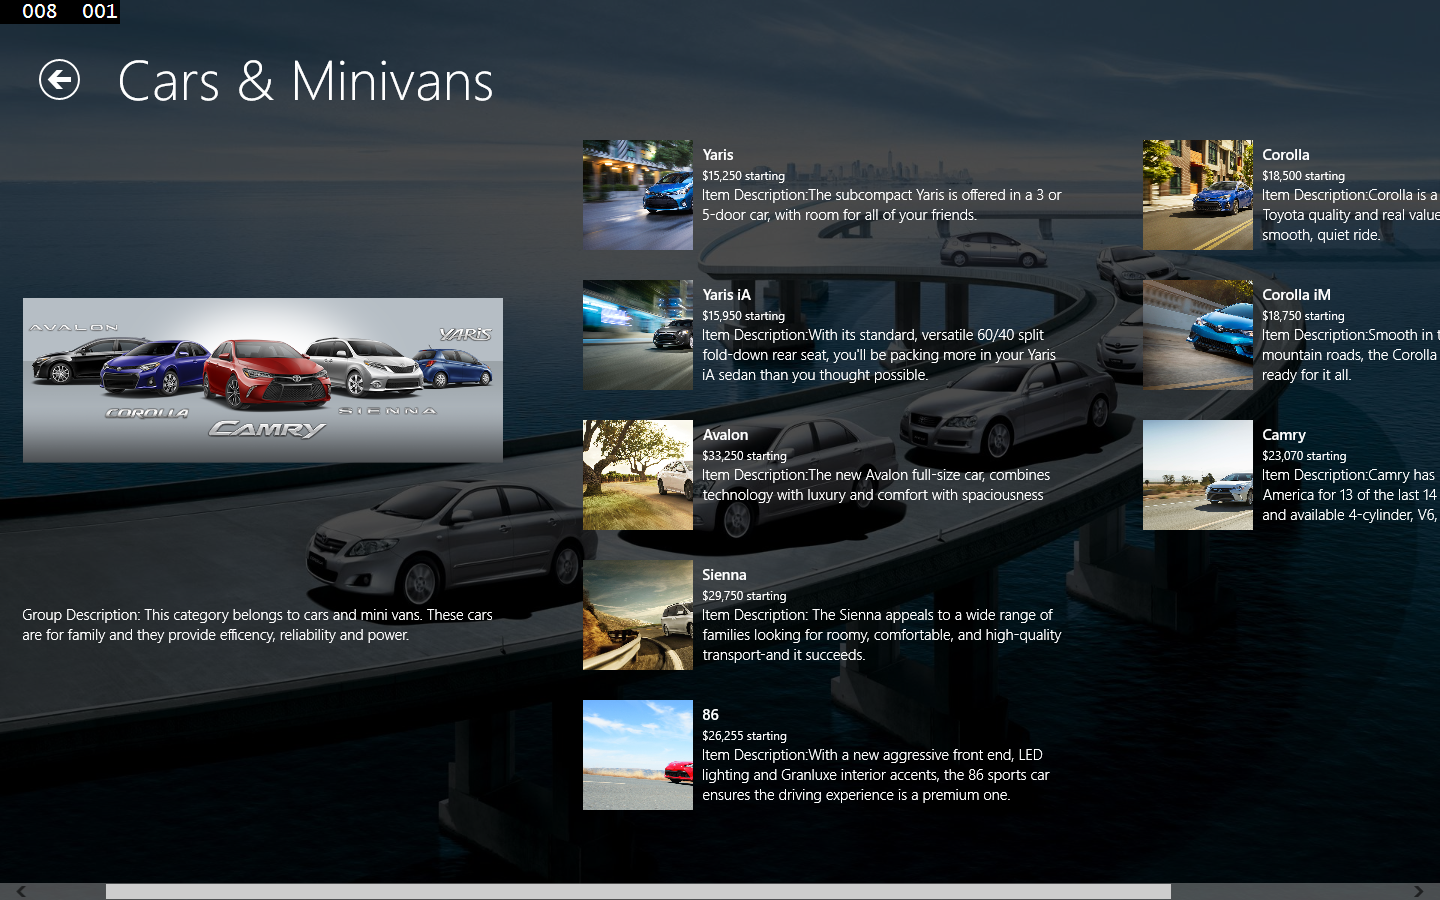 008 001
Cars & Minivans
AVALON
YARIS
COROLLA
SIENNA
CAMRY
Group Description: This category belongs to cars and mini vans. These cars
are for family and they provide efficency, reliability and power.
Yaris
$15,250 starting
Item Description:The subcompact Yaris is offered in a 3 or
5-door car, with room for all of your friends.
Yaris iA
$15,950 starting
Item Description:With its standard, versatile 60/40 split
fold-down rear seat, you'll be packing more in your Yaris
iA sedan than you thought possible.
Avalon
$33,250 starting
Item Description:The new Avalon full-size car, combines
technology with luxury and comfort with spaciousness
Sienna
$29,750 starting
Item Description: The Sienna appeals to a wide range of
families looking for roomy, comfortable, and high-quality
transport-and it succeeds.
86
$26,255 starting
Item Description:With a new aggressive front end, LED
lighting and Granluxe interior accents, the 86 sports car
ensures the driving experience is a premium one.
Corolla
$18,500 starting
Item Description:Corolla is a
Toyota quality and real value
smooth, quiet ride.
Corolla iM
$18,750 starting
Item Description:Smooth in
mountain roads, the Corolla
ready for it all.
Camry
$23,070 starting
Item Description:Camry has
America for 13 of the last 14
and available 4-cylinder, V6,